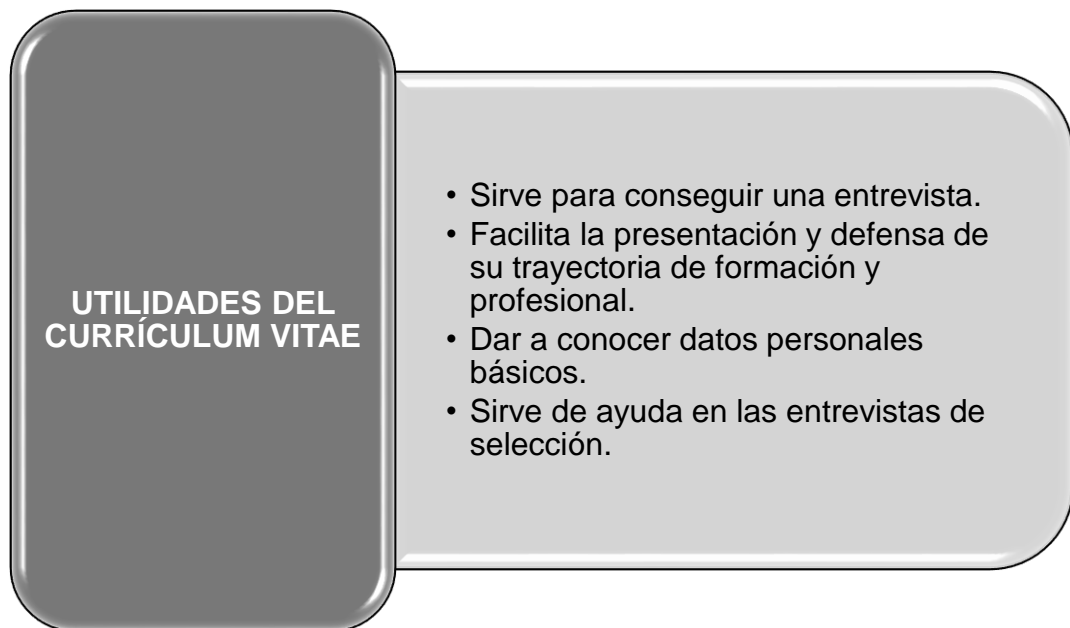 UTILIDADES DEL
CURRÍCULUM VITAE
• Sirve para conseguir una entrevista.
• Facilita la presentación y defensa de
su trayectoria de formación y
profesional.
• Dar a conocer datos personales
básicos.
• Sirve de ayuda en las entrevistas de
selección.